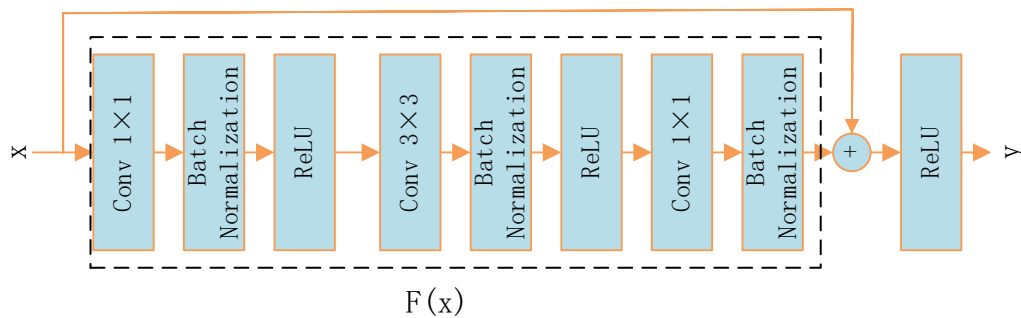 x
Conv 1×1
Batch
Normalization
ReLU
Conv 3×3
Batch
Normalization
ReLU
Conv 1×1
Batch
Normalization
+
ReLU
y
F(x)